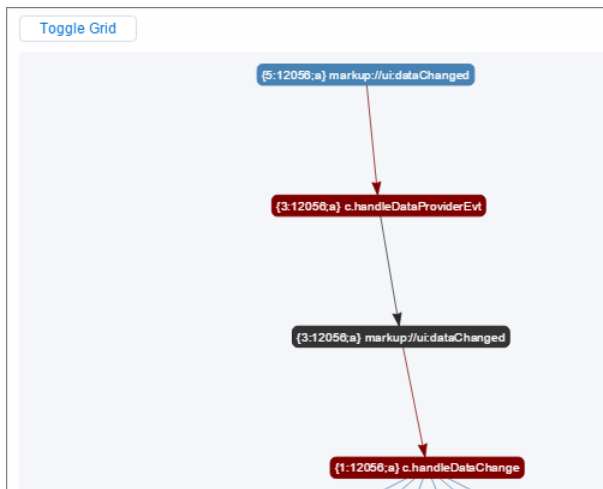 Toggle Grid
{5:12056;a} markup://ui:dataChanged
{3:12056;a} c.handleDataProviderEvt
{3:12056;a} markup://ui:dataChanged
{1:12056;a} c.handleDataChange